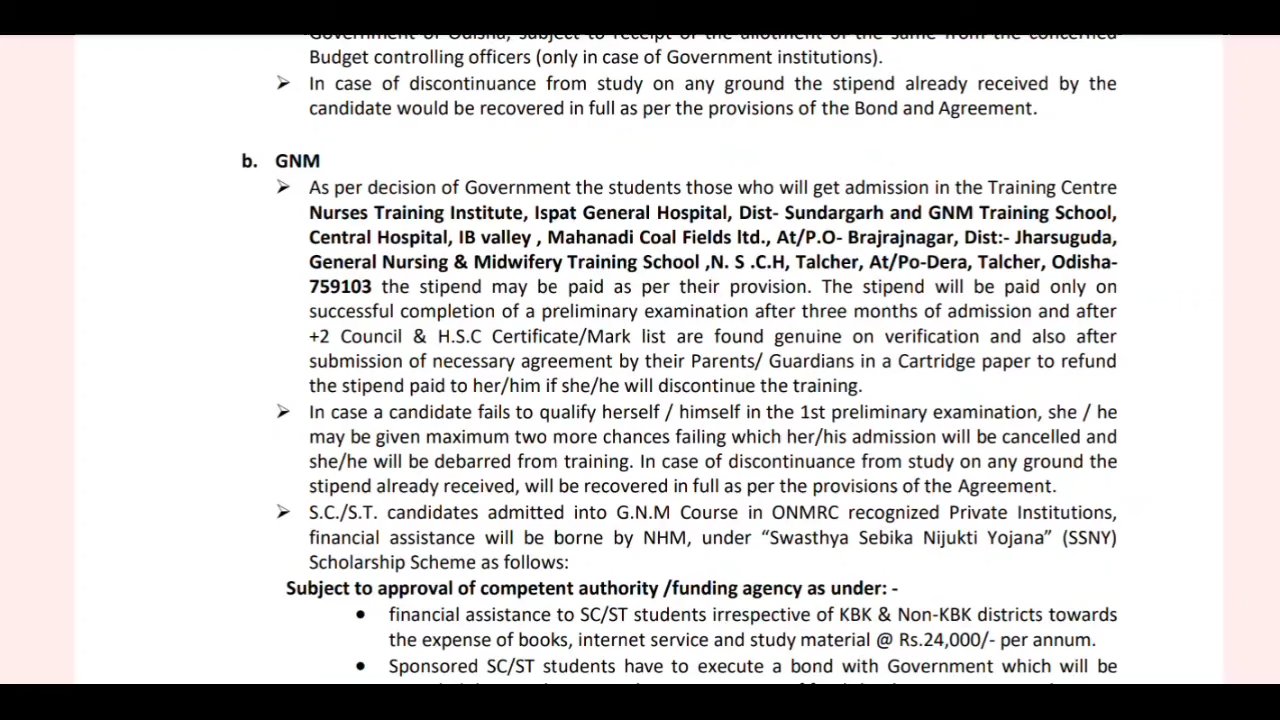 Government of Odisha, subject to receipt of the allotment of the same from the concerned
Budget controlling officers (only in case of Government institutions).
➢ In case of discontinuance from study on any ground the stipend already received by the
candidate would be recovered in full as per the provisions of the Bond and Agreement.
b. GNM
➢ As per decision of Government the students those who will get admission in the Training Centre
Nurses Training Institute, Ispat General Hospital, Dist- Sundargarh and GNM Training School,
Central Hospital, IB valley , Mahanadi Coal Fields ltd., At/P.O- Brajrajnagar, Dist:- Jharsuguda,
General Nursing & Midwifery Training School ,N. S .C.H, Talcher, At/Po-Dera, Talcher, Odisha-
759103 the stipend may be paid as per their provision. The stipend will be paid only on
successful completion of a preliminary examination after three months of admission and after
+2 Council & H.S.C Certificate/Mark list are found genuine on verification and also after
submission of necessary agreement by their Parents/ Guardians in a Cartridge paper to refund
the stipend paid to her/him if she/he will discontinue the training.
➢ In case a candidate fails to qualify herself / himself in the 1st preliminary examination, she / he
may be given maximum two more chances failing which her/his admission will be cancelled and
she/he will be debarred from training. In case of discontinuance from study on any ground the
stipend already received, will be recovered in full as per the provisions of the Agreement.
➢ S.C./S.T. candidates admitted into G.N.M Course in ONMRC recognized Private Institutions,
financial assistance will be borne by NHM, under “Swasthya Sebika Nijukti Yojana” (SSNY)
Scholarship Scheme as follows:
Subject to approval of competent authority /funding agency as under: -
• financial assistance to SC/ST students irrespective of KBK & Non-KBK districts towards
the expense of books, internet service and study material @ Rs.24,000/- per annum.
• Sponsored SC/ST students have to execute a bond with Government which will be